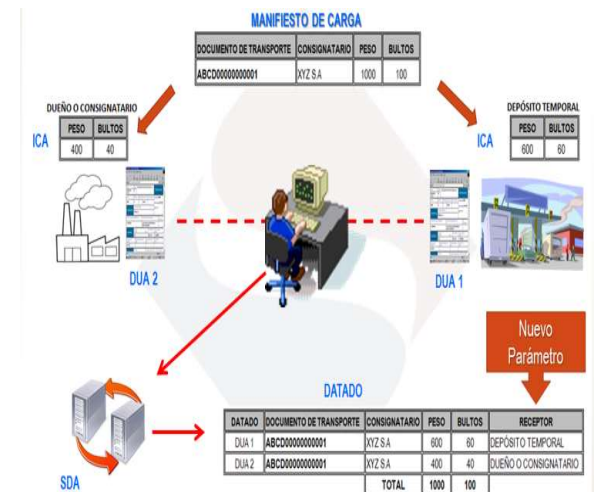 MANIFIESTO DE CARGA
DOCUMENTO DE TRANSPORTE CONSIGNATARIO PESO BULTOS
ABCD00000000001 XYZ S.A 1000 100
DUEÑO O CONSIGNATARIO
PESO BULTOS
ICA
400 40
DEPÓSITO TEMPORAL
PESO BULTOS
ICA
600 60
DUA 2
DUA 1
Nuevo
Parámetro
DATADO
DATADO DOCUMENTO DE TRANSPORTE CONSIGNATARIO PESO BULTOS RECEPTOR
DUA 1 ABCD00000000001 XYZ S.A 600 60 DEPÓSITO TEMPORAL
DUA 2 ABCD00000000001 XYZ S.A 400 40 DUEÑO O CONSIGNATARIO
TOTAL 1000 100
SDA